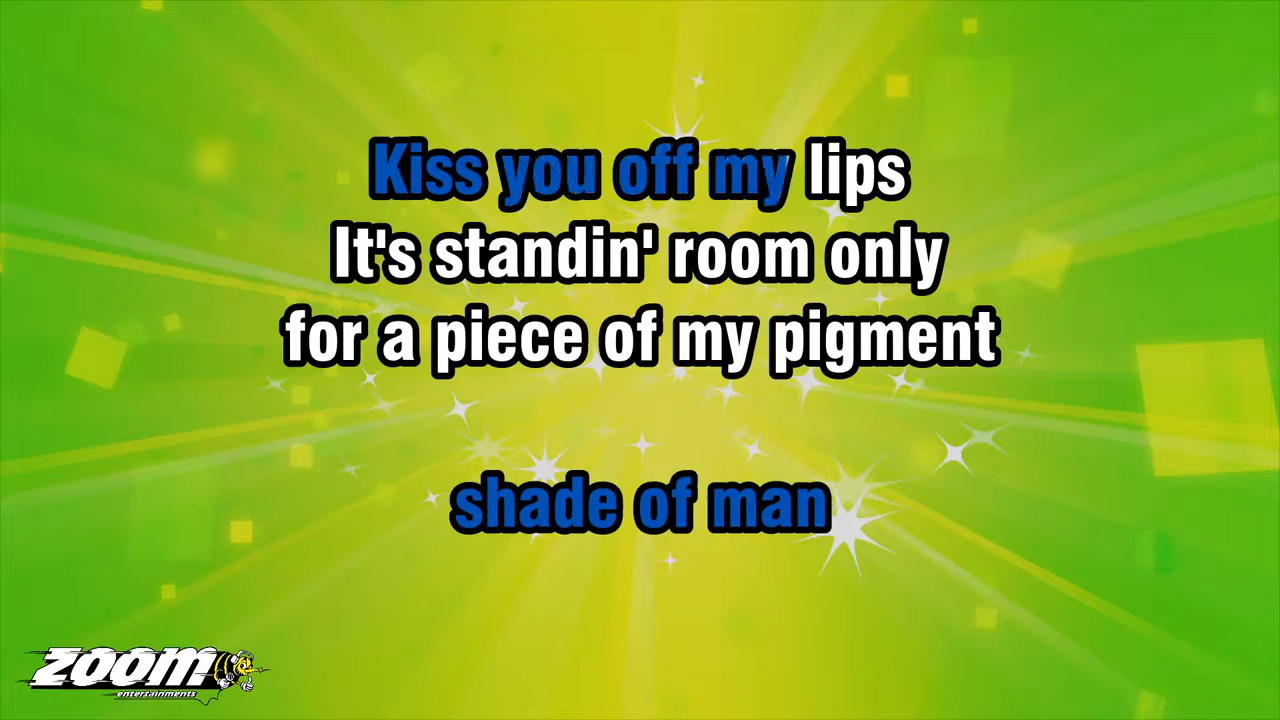 Kiss you off my lips
It's standin' room only
for a piece of my pigment
shade of man
ZOOM
entertainments